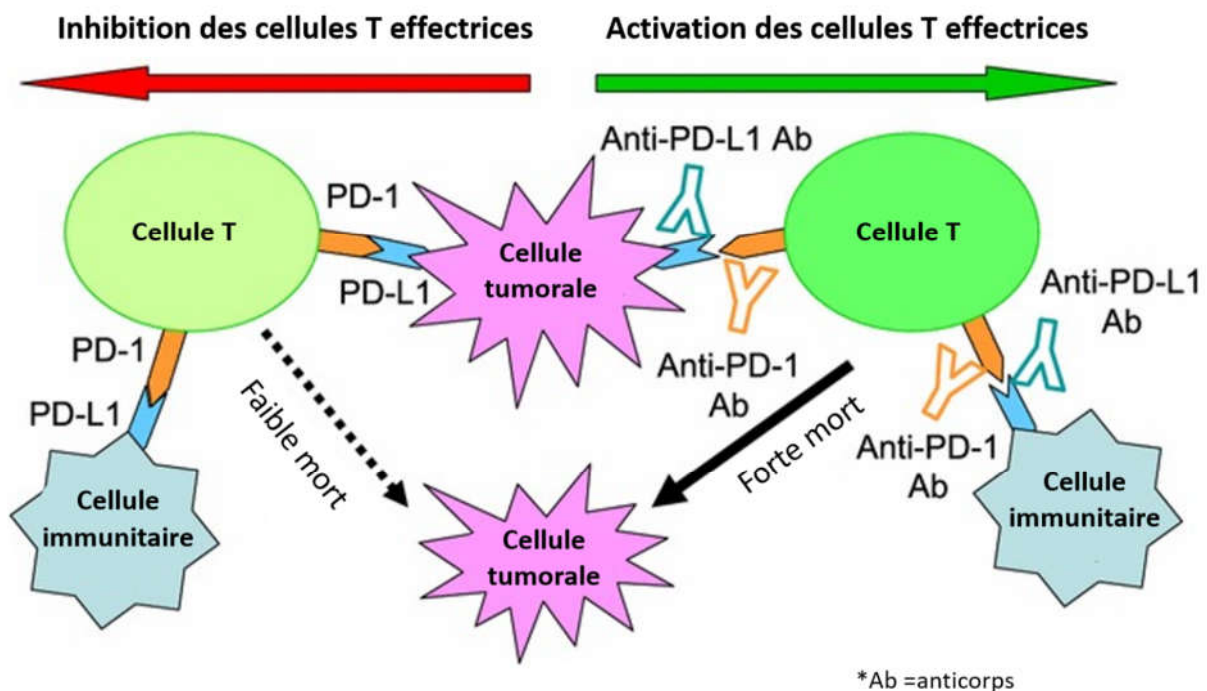 Inhibition des cellules T effectrices
Activation des cellules T effectrices
Anti-PD-L1 Ab
PD-1
Cellule T
Cellule
tumorale
Cellule T
PD-L1
Anti-PD-L1
Ab
PD-1
Anti-PD-1
Ab
PD-L1
Faible mort
Forte mort
Anti-PD-1
Ab
Cellule
immunitaire
Cellule
immunitaire
Cellule
tumorale
*Ab =anticorps